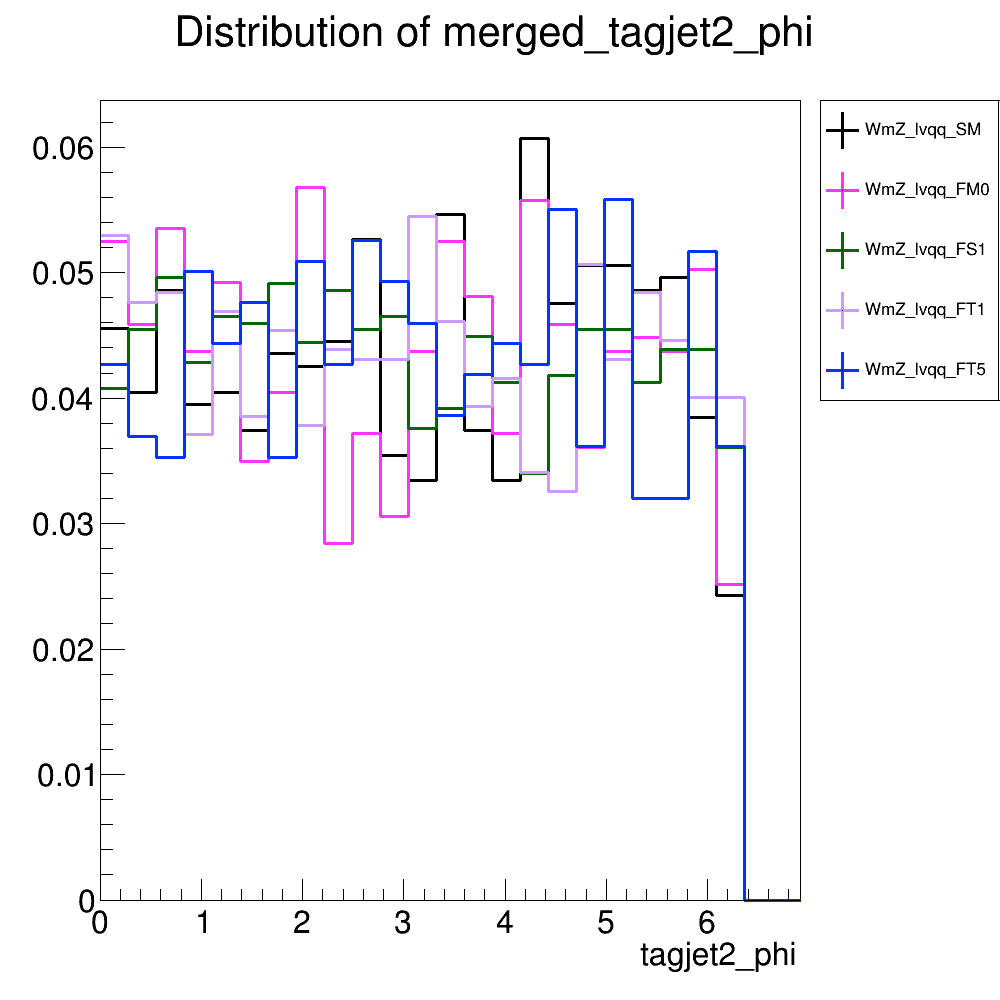 Distribution of merged_tagjet2_phi
WmZ_lvqq_SM
WmZ_lvqq_FM0
WmZ_lvqq_FS1
WmZ_lvqq_FT1
WmZ_lvqq_FT5
0.06
0.05
0.04
0.03
0.02
0.01
0
0 1 2 3 4 5 6
tagjet2_phi